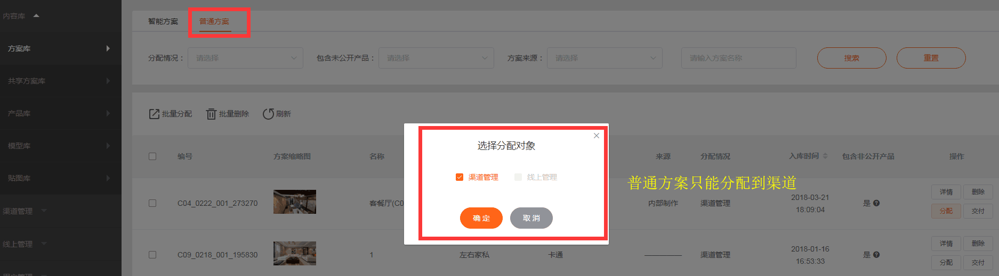 内容库
方案库
共享方案库
产品库
模型库
贴图库
渠道管理
线上管理
用户管理
智能方案 普通方案
分配情况： 请选择 包含未公开产品： 请选择 方案来源： 请选择 请输入方案名称 搜索 重置
批量分配 批量删除 刷新
编号 方案缩略图 名称 来源 分配情况 入库时间 包含非公开产品 操作
C04_0222_001_273270 客餐厅(C0 内部制作 渠道管理 2018-03-21 18:09:04 是 详情 删除 分配 交付
C09_0218_001_195830 1 左右家私 卡通 渠道管理 2018-01-16 16:53:33 是 详情 删除 分配 交付
选择分配对象
渠道管理 线上管理
确定 取消
普通方案只能分配到渠道